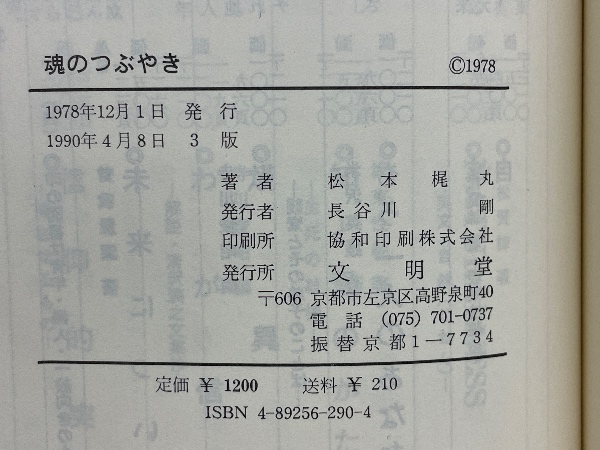 魂のつぶやき ©1978
1978年12月1日 発 行
1990年4月8日 3 版
著者 松本梶丸
発行者 長谷川 剛
印刷所 協和印刷株式会社
発行所 文明堂
〒606 京都市左京区高野泉町40
電話 (075) 701-0737
振替京都1-7734
定価 ¥ 1200 送料 ¥ 210
ISBN 4-89256-290-4